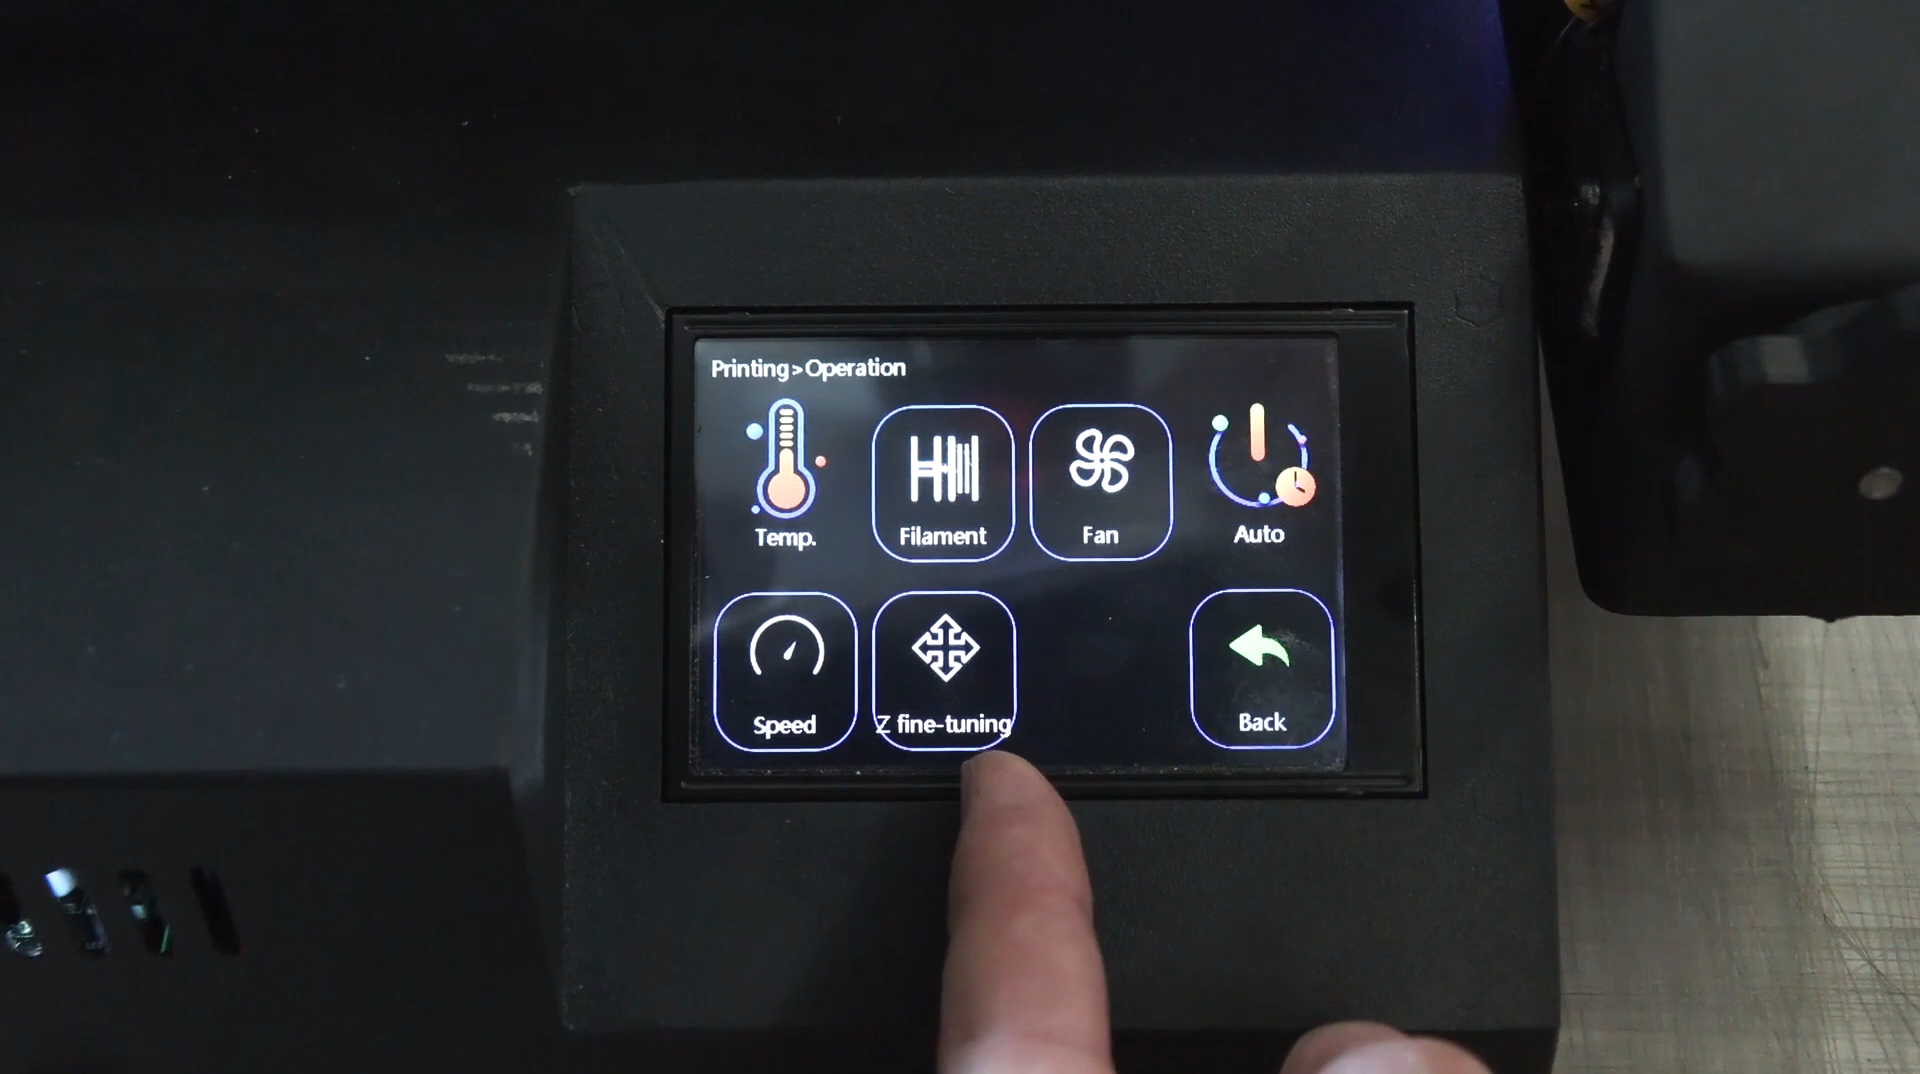 Printing>Operation
Temp.
Filament
Fan
Auto
Speed
Z fine-tuning
Back